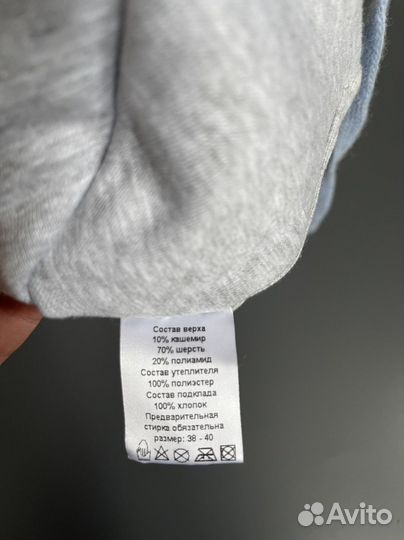 Состав верха
10% кашемир
70% шерсть
20% полиамид
Состав утеплителя
100% полиэстер
Состав подклада
100% хлопок
Предварительная
стирка обязательна
размер: 38 - 40
Avito